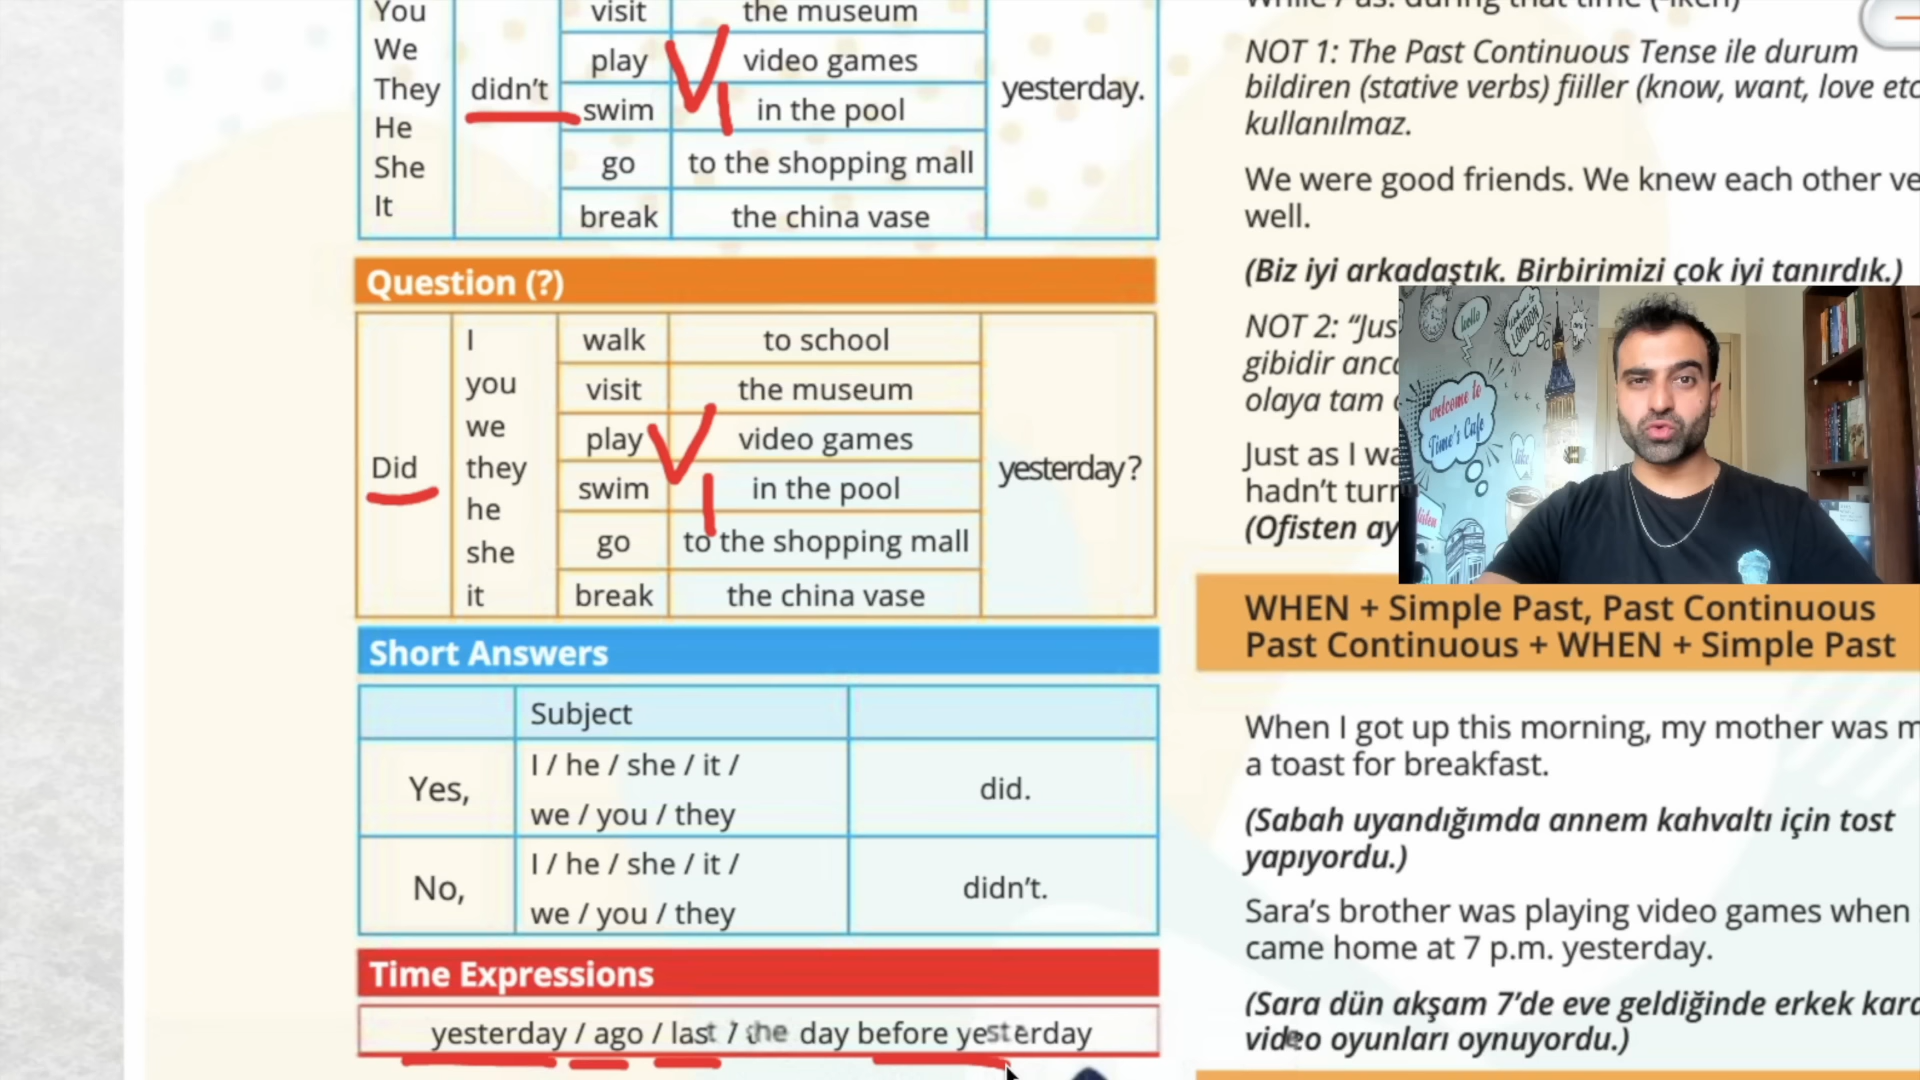 You
We
They
He
She
It
didn't
visit the museum
play video games
swim in the pool
go to the shopping mall
break the china vase
yesterday.
Question (?)
Did
I
you
we
they
he
she
it
walk to school
visit the museum
play video games
swim in the pool
go to the shopping mall
break the china vase
yesterday?
Short Answers
Subject
Yes,
I / he / she / it /
we / you / they
did.
No,
I / he / she / it /
we / you / they
didn't.
Time Expressions
yesterday / ago / last / the day before yesterday
NOT 1: The Past Continuous Tense ile durum
bildiren (stative verbs) fiiller (know, want, love etc
kullanılmaz.
We were good friends. We knew each other ve
well.
(Biz iyi arkadaştık. Birbirimizi çok iyi tanırdık.)
NOT 2: "Jus
gibidir anc
olaya tam
Just as I wa
hadn't turn
(Ofisten ay
hello
LONDON
welcome to
Time's Cafe
like
listen
WHEN + Simple Past, Past Continuous
Past Continuous + WHEN + Simple Past
When I got up this morning, my mother was m
a toast for breakfast.
(Sabah uyandığımda annem kahvaltı için tost
yapıyordu.)
Sara's brother was playing video games when
came home at 7 p.m. yesterday.
(Sara dün akşam 7'de eve geldiğinde erkek kard
video oyunları oynuyordu.)